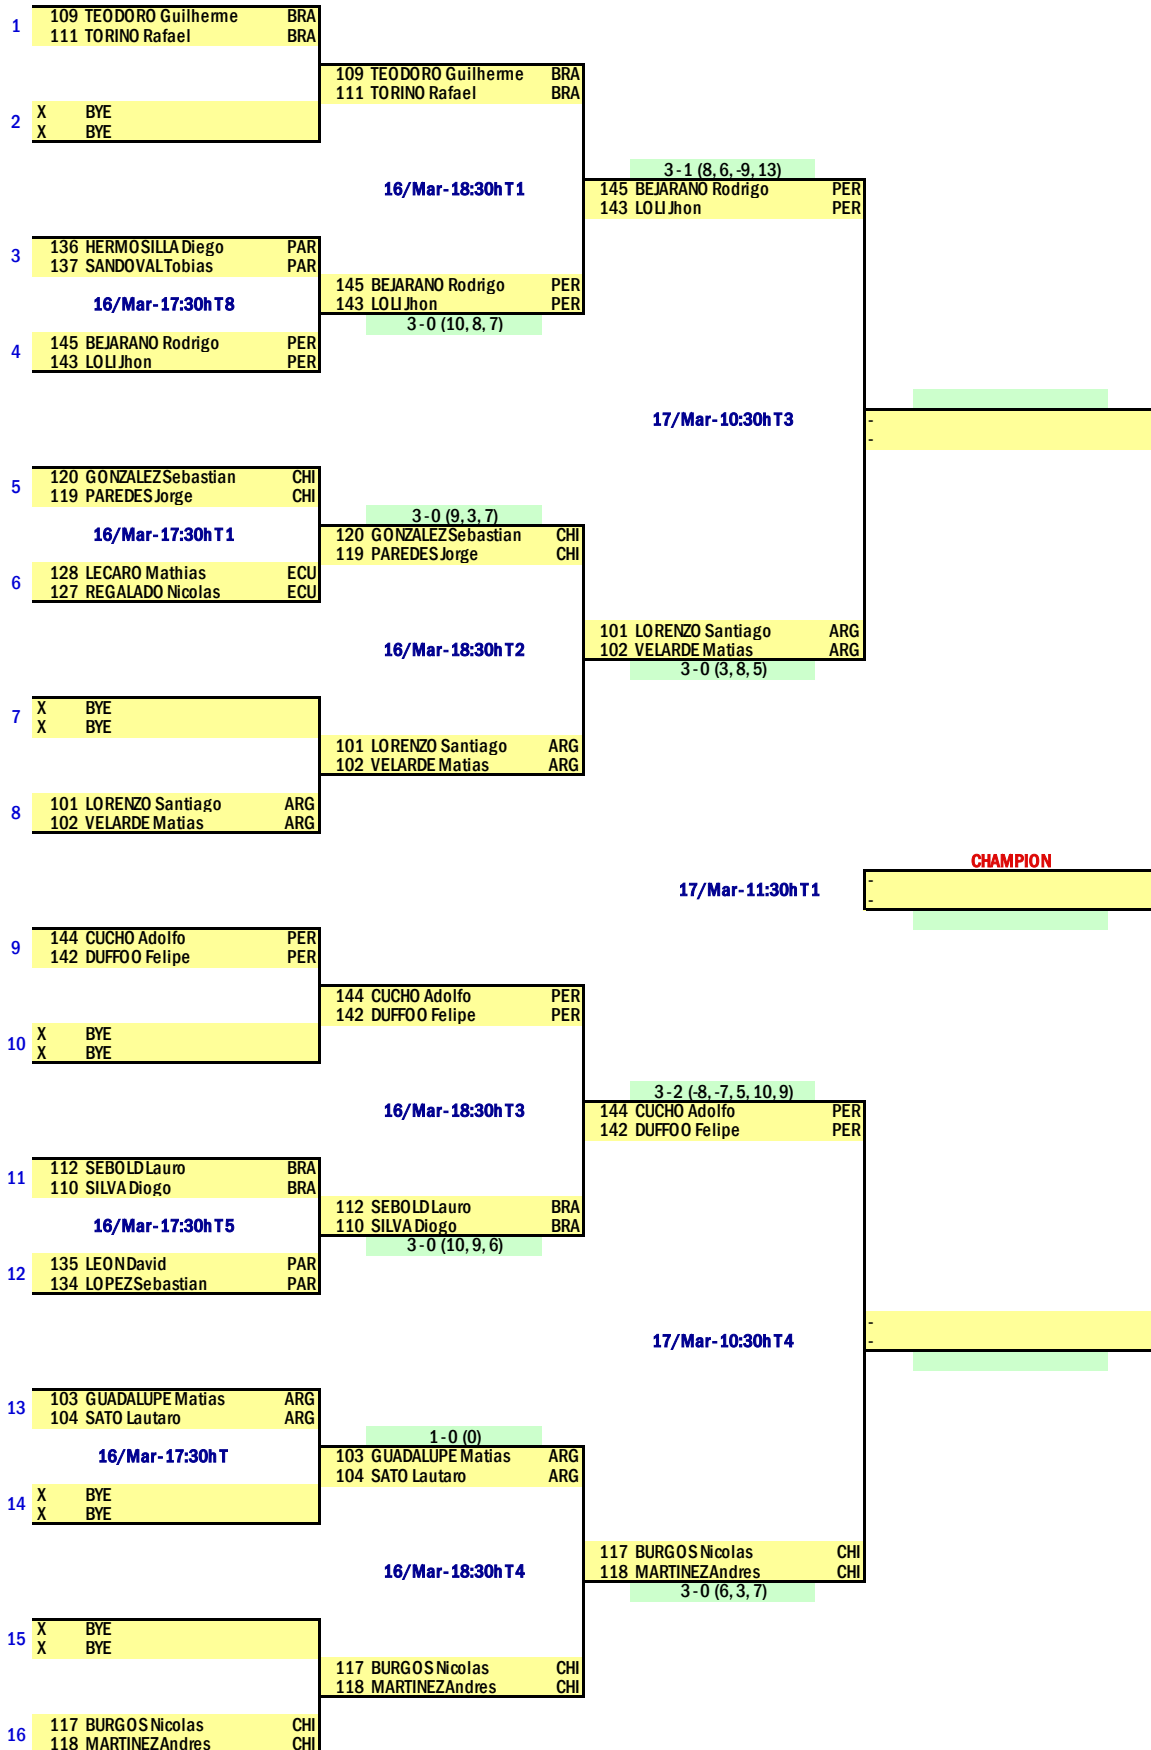 1
109 TEODORO Guilherme BRA
111 TORINO Rafael BRA
109 TEODORO Guilherme BRA
111 TORINO Rafael BRA
2
X BYE
X BYE
16/Mar-18:30h T1
3-1 (8, 6, -9, 13)
145 BEJARANO Rodrigo PER
143 LOLI Jhon PER
3
136 HERMOSILLA Diego PAR
137 SANDOVAL Tobias PAR
16/Mar-17:30h T8
145 BEJARANO Rodrigo PER
143 LOLI Jhon PER
3-0 (10, 8, 7)
4
145 BEJARANO Rodrigo PER
143 LOLI Jhon PER
17/Mar-10:30h T3
-
-
5
120 GONZALEZ Sebastian CHI
119 PAREDES Jorge CHI
16/Mar-17:30h T1
3-0 (9, 3, 7)
120 GONZALEZ Sebastian CHI
119 PAREDES Jorge CHI
6
128 LECARO Mathias ECU
127 REGALADO Nicolas ECU
16/Mar-18:30h T2
101 LORENZO Santiago ARG
102 VELARDE Matias ARG
3-0 (3, 8, 5)
7
X BYE
X BYE
101 LORENZO Santiago ARG
102 VELARDE Matias ARG
8
101 LORENZO Santiago ARG
102 VELARDE Matias ARG
CHAMPION
17/Mar-11:30h T1
-
-
9
144 CUCHO Adolfo PER
142 DUFFOO Felipe PER
144 CUCHO Adolfo PER
142 DUFFOO Felipe PER
10
X BYE
X BYE
16/Mar-18:30h T3
3-2 (-8, -7, 5, 10, 9)
144 CUCHO Adolfo PER
142 DUFFOO Felipe PER
11
112 SEBOLD Lauro BRA
110 SILVA Diogo BRA
16/Mar-17:30h T5
112 SEBOLD Lauro BRA
110 SILVA Diogo BRA
3-0 (10, 9, 6)
12
135 LEON David PAR
134 LOPEZ Sebastian PAR
17/Mar-10:30h T4
-
-
13
103 GUADALUPE Matias ARG
104 SATO Lautaro ARG
16/Mar-17:30h T
1-0 (0)
103 GUADALUPE Matias ARG
104 SATO Lautaro ARG
14
X BYE
X BYE
16/Mar-18:30h T4
117 BURGOS Nicolas CHI
118 MARTINEZ Andres CHI
3-0 (6, 3, 7)
15
X BYE
X BYE
117 BURGOS Nicolas CHI
118 MARTINEZ Andres CHI
16
117 BURGOS Nicolas CHI
118 MARTINEZ Andres CHI